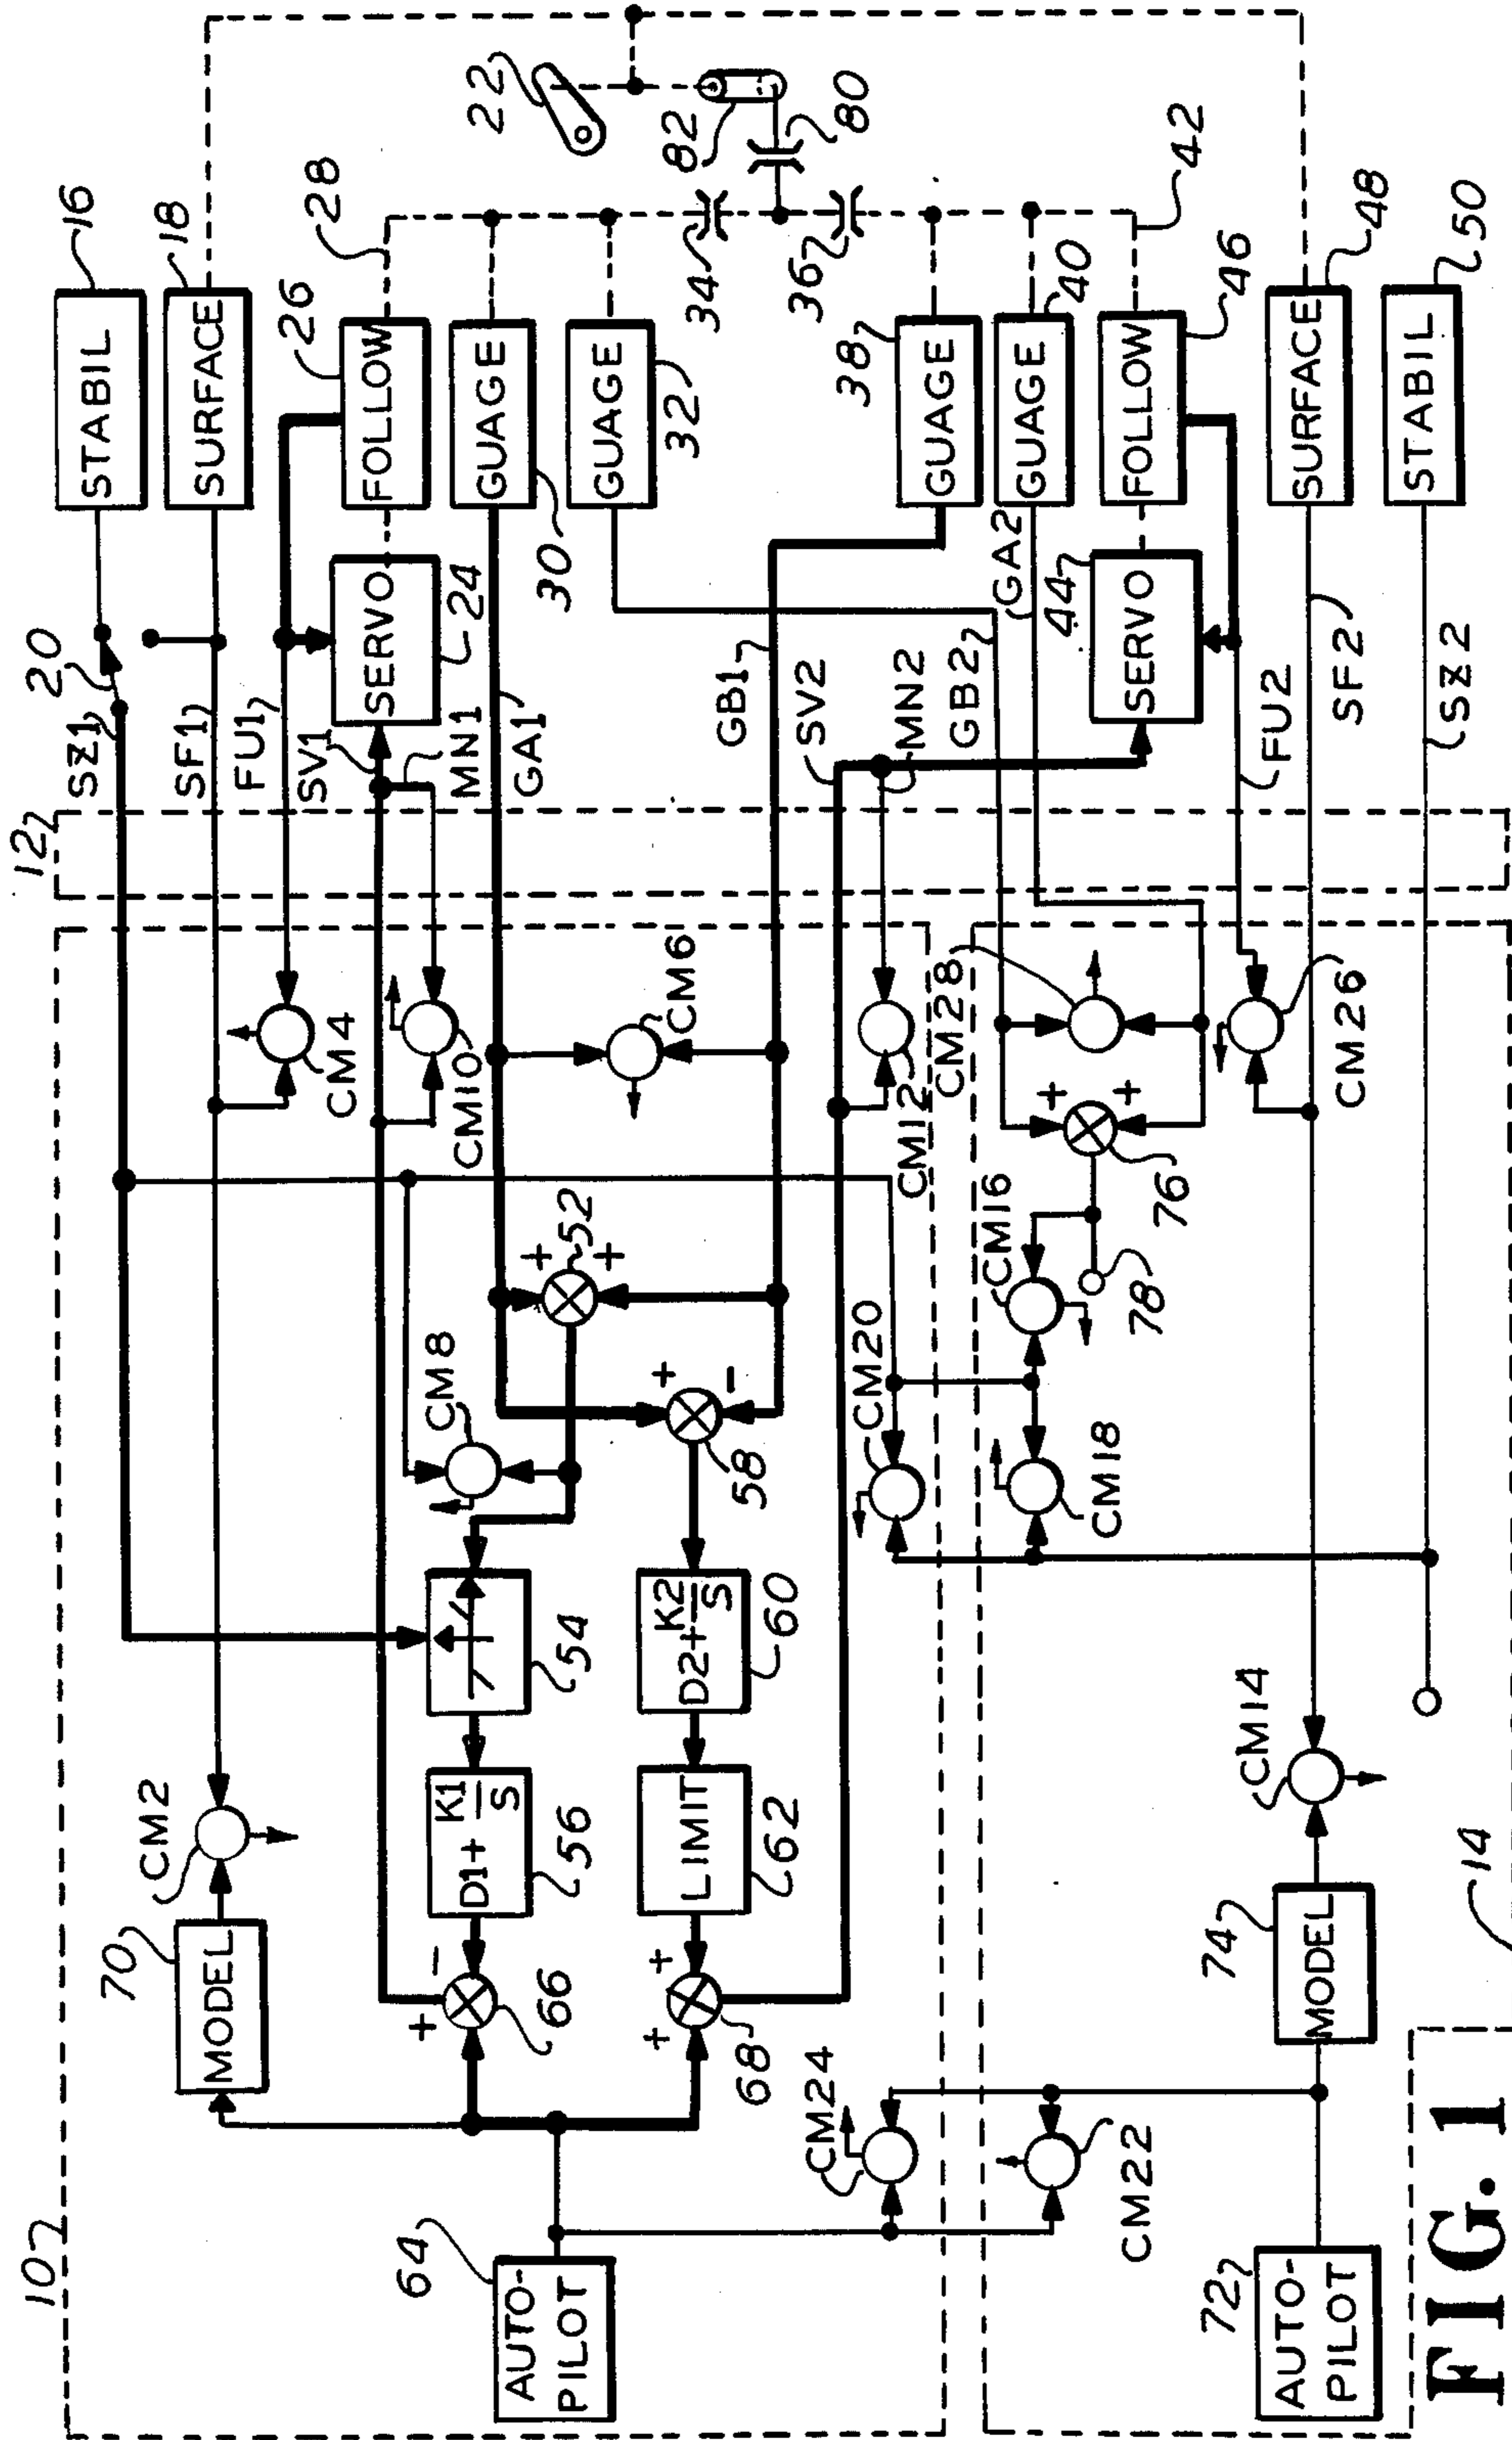 10
12
20
16
SZ1
STABIL
70
CM2
SF1
18
MODEL
SURFACE
FU1
26
28
SV1
CM4
SERVO
FOLLOW
64
MN1
24
CM8
CM10
GA1
GUAGE
30
22
+
-
D1+ K1/S
66
56
54
+
52
+
AUTO-
PILOT
GUAGE
32
+
+
-
CM6
LIMIT
D2+ K2/S
58
34
82
+
+
68
62
60
GB1
80
36
CM24
CM20
CM12
SV2
MN2
38
GUAGE
CM28
GB2
GA2
CM16
40
GUAGE
+
+
CM22
CM18
78
76
44
SERVO
FOLLOW
42
46
72
74
CM14
FU2
AUTO-
PILOT
MODEL
CM26
SF2
SURFACE
48
SZ2
STABIL
50
14
FIG. 1